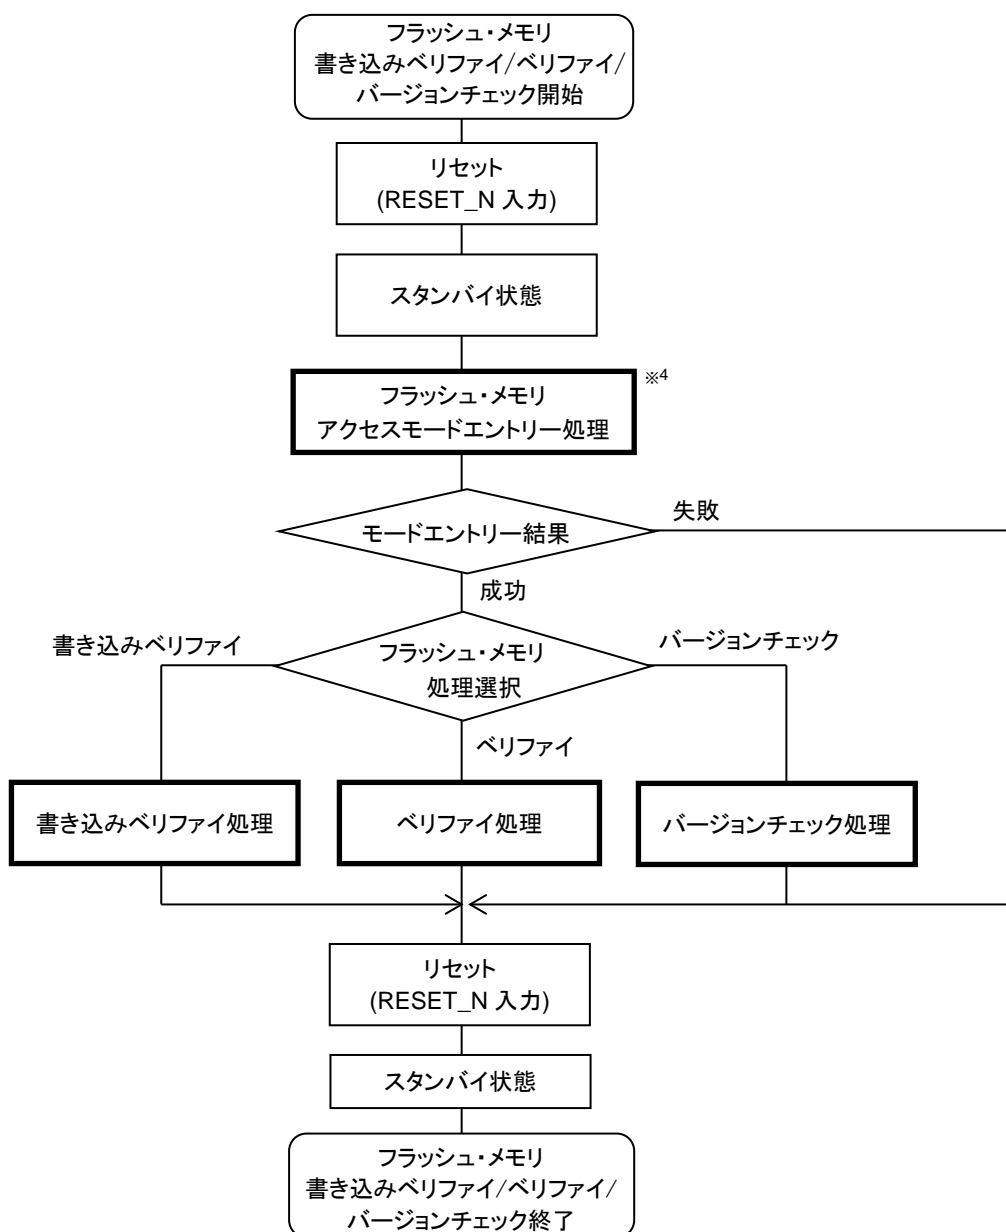 フラッシュ・メモリ
書き込みベリファイ/ベリファイ/
バージョンチェック開始
リセット
(RESET_N 入力)
スタンバイ状態
※4
フラッシュ・メモリ
アクセスモードエントリー処理
モードエントリー結果
失敗
成功
書き込みベリファイ
フラッシュ・メモリ
処理選択
バージョンチェック
ベリファイ
書き込みベリファイ処理
ベリファイ処理
バージョンチェック処理
リセット
(RESET_N 入力)
スタンバイ状態
フラッシュ・メモリ
書き込みベリファイ/ベリファイ/
バージョンチェック終了